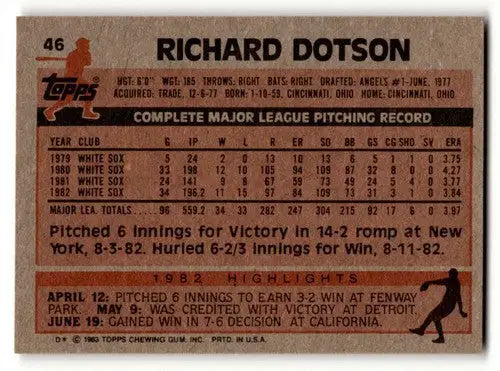 46
RICHARD DOTSON
Topps
HGT: 6'0" WGT: 185 THROWS: RIGHT BATS: RIGHT DRAFTED: ANGELS #1-JUNE, 1977
ACQUIRED: TRADE, 12-6-77 BORN: 1-10-59, CINCINNATI, OHIO HOME: CINCINNATI, OHIO
COMPLETE MAJOR LEAGUE PITCHING RECORD
YEAR CLUB G IP W L R ER SO BB GS CG SHO SV ERA
1979 WHITE SOX 5 24 2 0 13 10 13 6 5 1 1 0 3.75
1980 WHITE SOX 33 198 12 10 105 94 109 87 32 8 0 0 4.27
1981 WHITE SOX 24 141 9 8 67 59 73 49 24 5 4 0 3.77
1982 WHITE SOX 34 196.2 11 15 97 84 109 73 31 3 1 0 3.84
MAJOR LEA. TOTALS 96 559.2 34 33 282 247 304 215 92 17 6 0 3.97
Pitched 6 innings for Victory in 14-2 romp at New
York, 8-3-82. Hurled 6-2/3 innings for Win, 8-11-82.
1982 HIGHLIGHTS
APRIL 12: PITCHED 6 INNINGS TO EARN 3-2 WIN AT FENWAY
PARK. MAY 9: WAS CREDITED WITH VICTORY AT DETROIT.
JUNE 19: GAINED WIN IN 7-6 DECISION AT CALIFORNIA.
D* © 1983 TOPPS CHEWING GUM, INC. PRTD. IN U.S.A.